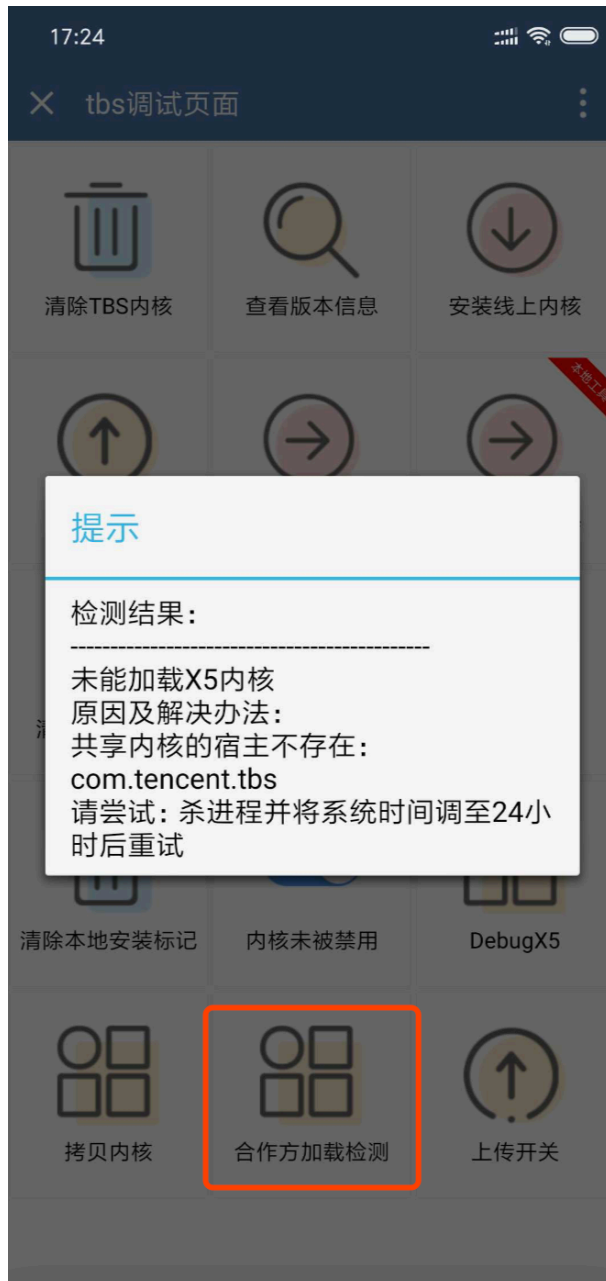 17:24
tbs调试页面
清除TBS内核
查看版本信息
安装线上内核
本地工具
提示
检测结果：
------------------------------------------
未能加载X5内核
原因及解决办法：
共享内核的宿主不存在：
com.tencent.tbs
请尝试：杀进程并将系统时间调至24小
时后重试
清除本地安装标记
内核未被禁用
DebugX5
拷贝内核
合作方加载检测
上传开关